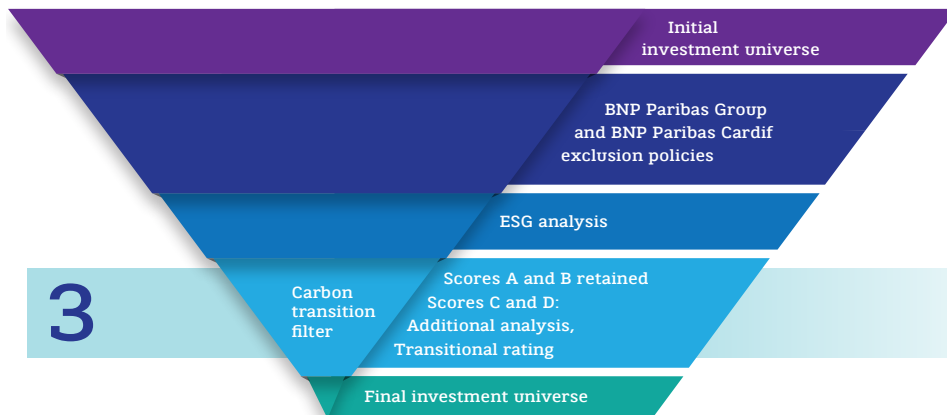 Initial
investment universe
BNP Paribas Group
and BNP Paribas Cardif
exclusion policies
ESG analysis
3
Carbon
transition
filter
Scores A and B retained
Scores C and D:
Additional analysis,
Transitional rating
Final investment universe